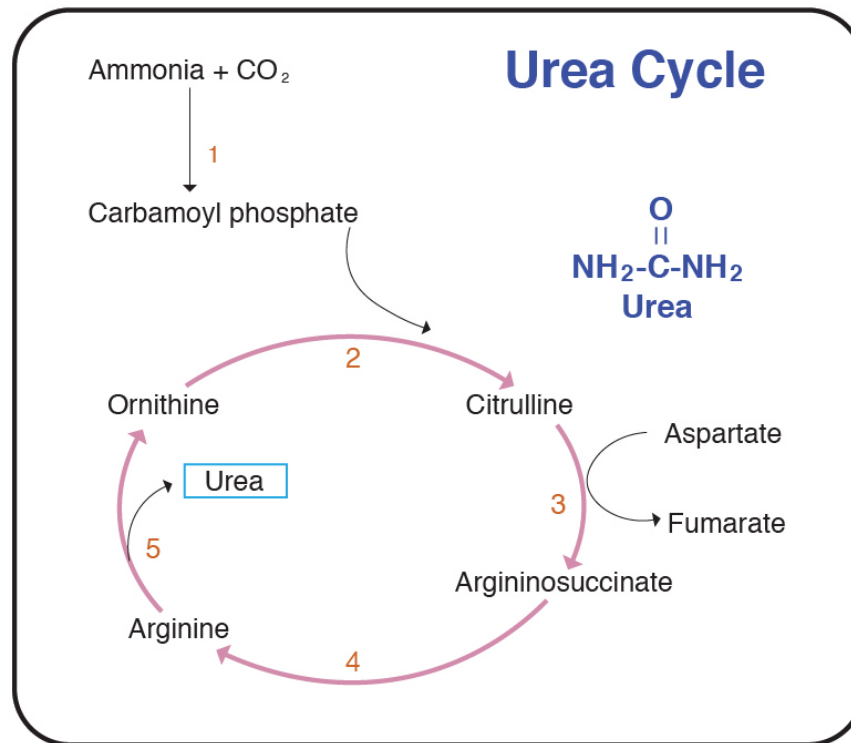 Urea Cycle
Ammonia + CO₂
1
Carbamoyl phosphate
O
||
NH₂-C-NH₂
Urea
2
Ornithine
Citrulline
Aspartate
Urea
3
Fumarate
5
Argininosuccinate
Arginine
4